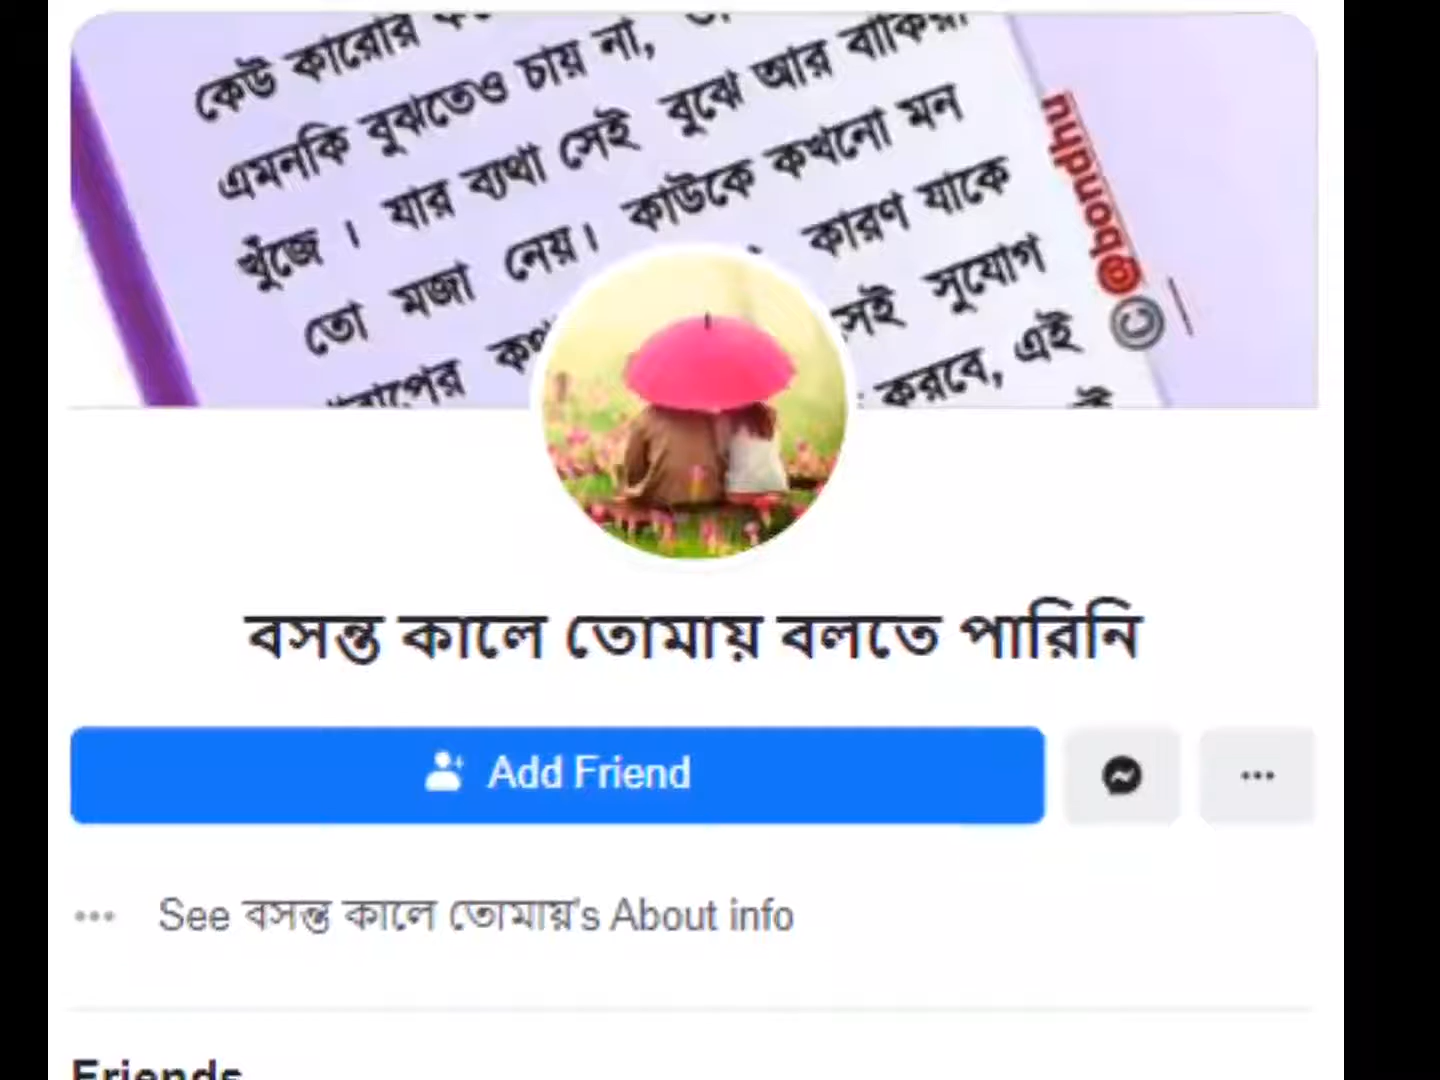 কেউ কারোর
এমনকি বুঝতেও চায় না,
খুঁজে । যার ব্যথা সেই বুঝে আর বাকিরা
তো মজা নেয়। কাউকে কখনো মন
কারণ যাকে
সেই সুযোগ
করবে, এই
©@bondhu
বসন্ত কালে তোমায় বলতে পারিনি
Add Friend
See বসন্ত কালে তোমায়'s About info
Friends